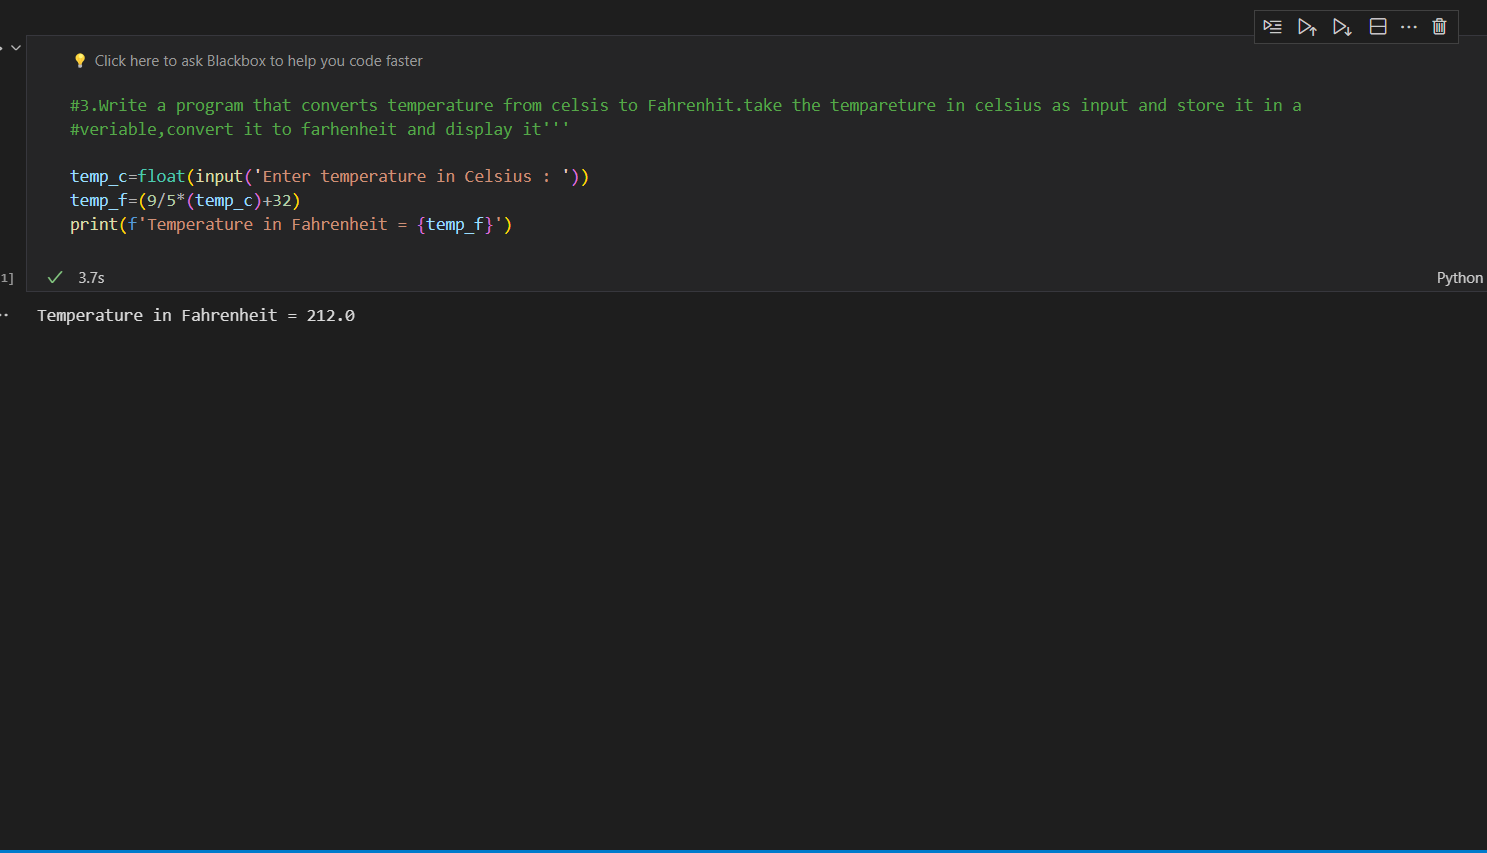 Click here to ask Blackbox to help you code faster
#3.Write a program that converts temperature from celsis to Fahrenhit.take the tempareture in celsius as input and store it in a
#veriable,convert it to farhenheit and display it'''
temp_c=float(input('Enter temperature in Celsius : '))
temp_f=(9/5*(temp_c)+32)
print(f'Temperature in Fahrenheit = {temp_f}')
1]
3.7s
Python
Temperature in Fahrenheit = 212.0